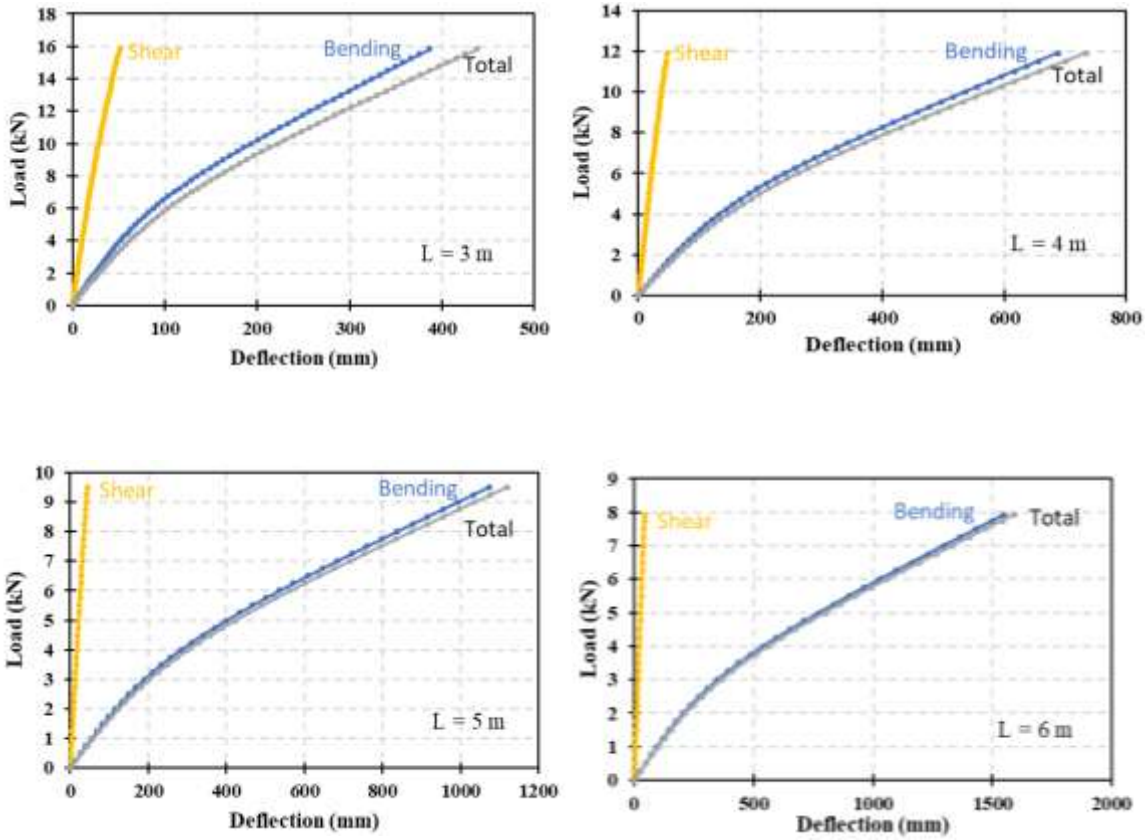 18
16
14
12
10
8
6
4
2
0
Load (kN)
Shear
Bending
Total
L = 3 m
0 100 200 300 400 500
Deflection (mm)
14
12
10
8
6
4
2
0
Load (kN)
Shear
Bending
Total
L = 4 m
0 200 400 600 800
Deflection (mm)
10
9
8
7
6
5
4
3
2
1
0
Load (kN)
Shear
Bending
Total
L = 5 m
0 200 400 600 800 1000 1200
Deflection (mm)
9
8
7
6
5
4
3
2
1
0
Load (kN)
Shear
Bending
Total
L = 6 m
0 500 1000 1500 2000
Deflection (mm)